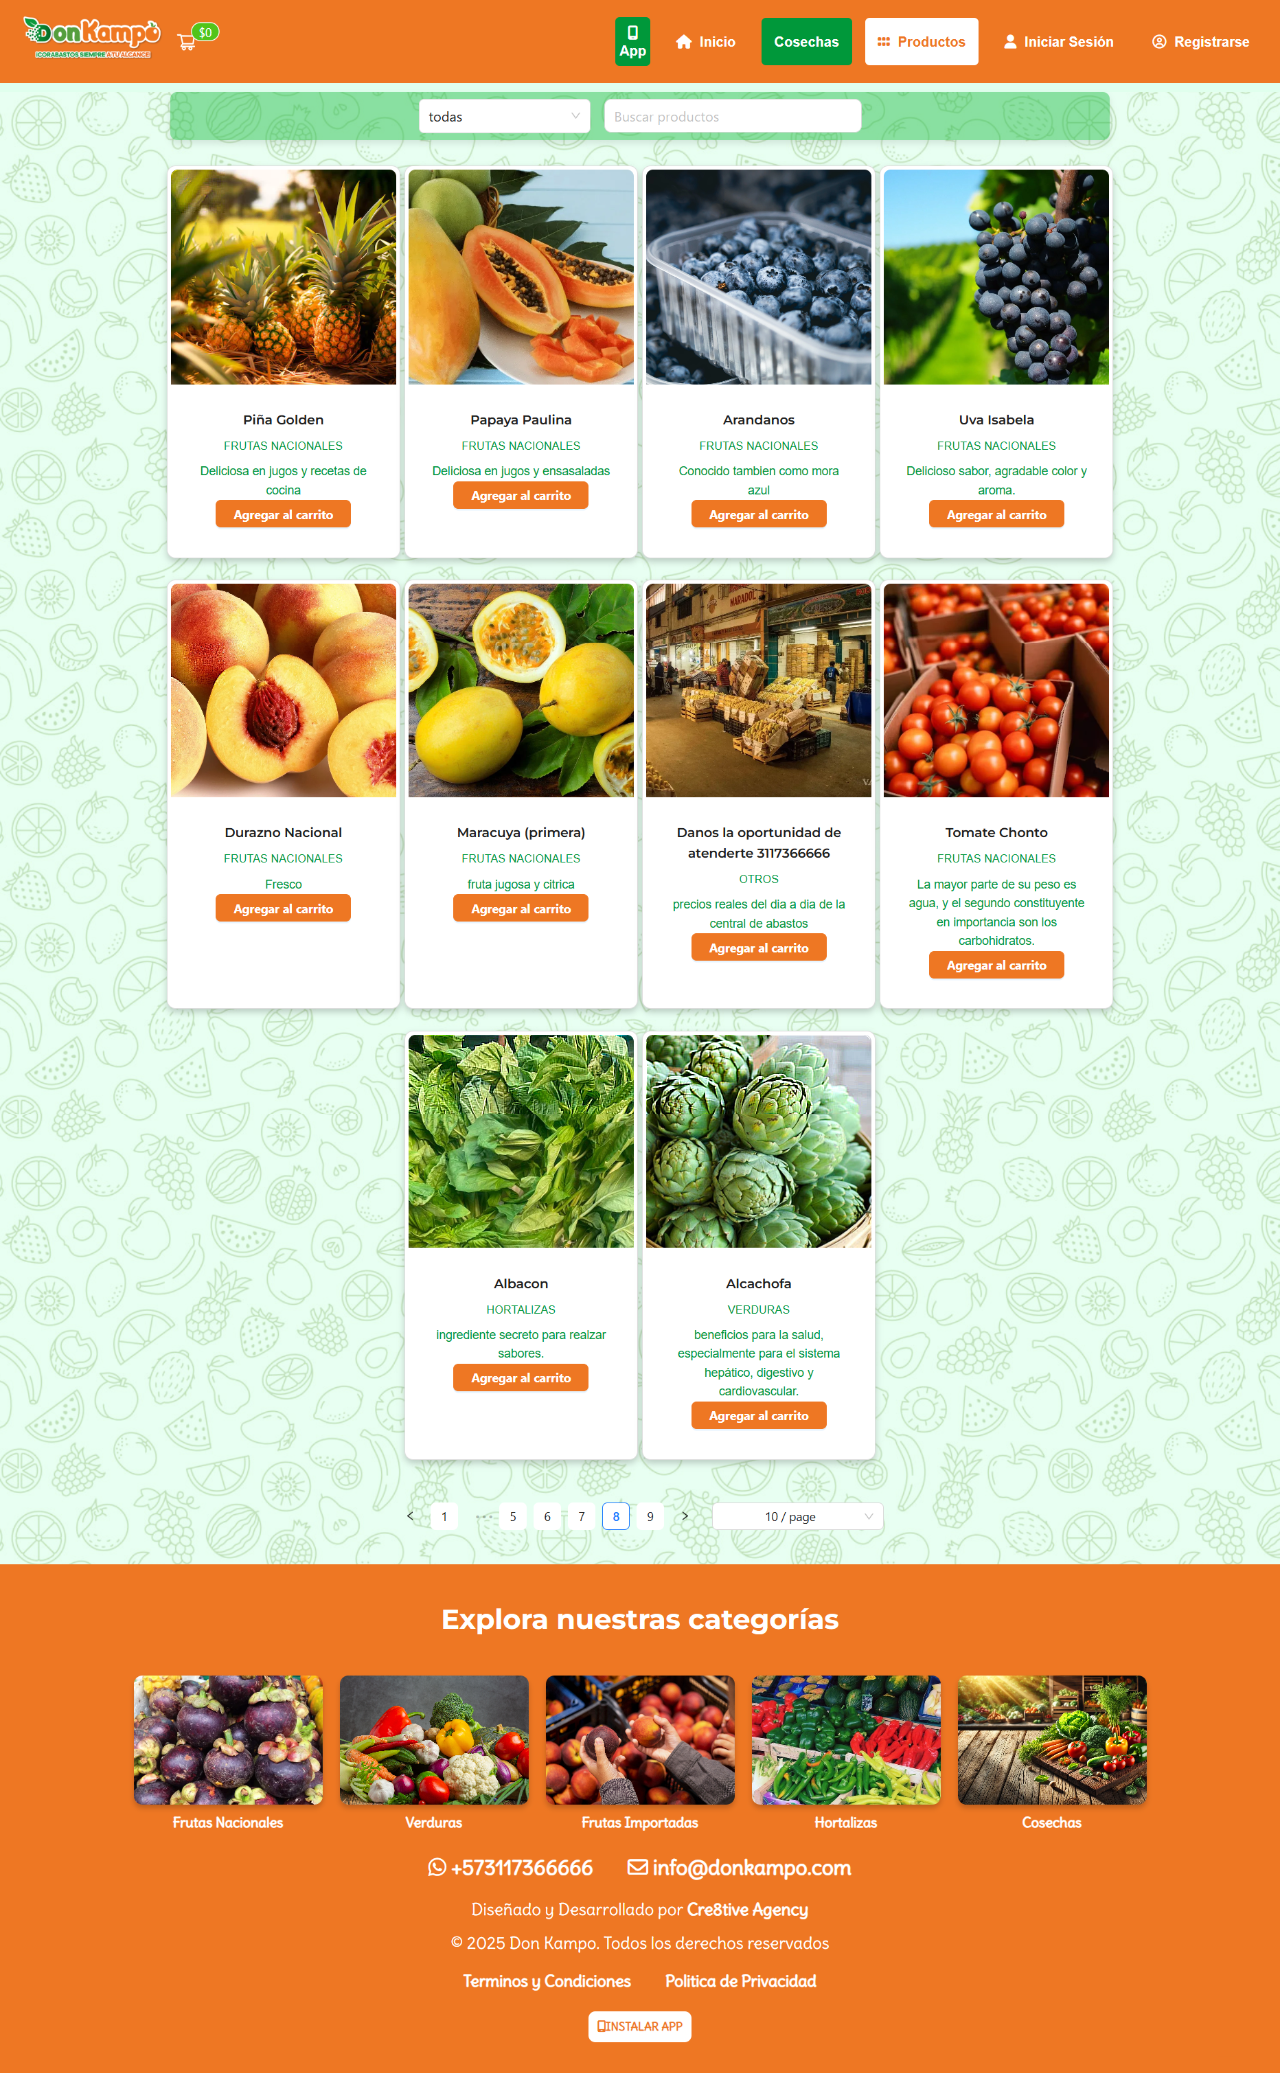 DonKampo
¡CORABASTOS SIEMPRE A TU ALCANCE!
$0
App
Inicio
Cosechas
Productos
Iniciar Sesión
Registrarse
todas
Buscar productos
Piña Golden
FRUTAS NACIONALES
Deliciosa en jugos y recetas de
cocina
Agregar al carrito
Papaya Paulina
FRUTAS NACIONALES
Deliciosa en jugos y ensasaladas
Agregar al carrito
Arandanos
FRUTAS NACIONALES
Conocido tambien como mora
azul
Agregar al carrito
Uva Isabela
FRUTAS NACIONALES
Delicioso sabor, agradable color y
aroma.
Agregar al carrito
Durazno Nacional
FRUTAS NACIONALES
Fresco
Agregar al carrito
Maracuya (primera)
FRUTAS NACIONALES
fruta jugosa y citrica
Agregar al carrito
MARADOL
Danos la oportunidad de
atenderte 3117366666
OTROS
precios reales del dia a dia de la
central de abastos
Agregar al carrito
Tomate Chonto
FRUTAS NACIONALES
La mayor parte de su peso es
agua, y el segundo constituyente
en importancia son los
carbohidratos.
Agregar al carrito
Albacon
HORTALIZAS
ingrediente secreto para realzar
sabores.
Agregar al carrito
Alcachofa
VERDURAS
beneficios para la salud,
especialmente para el sistema
hepático, digestivo y
cardiovascular.
Agregar al carrito
1 ••• 5 6 7 8 9
10 / page
Explora nuestras categorías
Frutas Nacionales
Verduras
Frutas Importadas
Hortalizas
Cosechas
+573117366666
info@donkampo.com
Diseñado y Desarrollado por Cre8tive Agency
© 2025 Don Kampo. Todos los derechos reservados
Terminos y Condiciones
Politica de Privacidad
INSTALAR APP